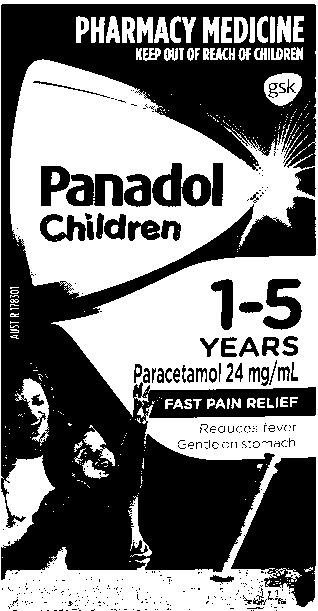 PHARMACY MEDICINE
KEEP OUT OF REACH OF CHILDREN
gsk
Panadol
Children
AUST R 178301
1-5
YEARS
Paracetamol 24 mg/mL
FAST PAIN RELIEF
Reduces fever
Gentle on stomach